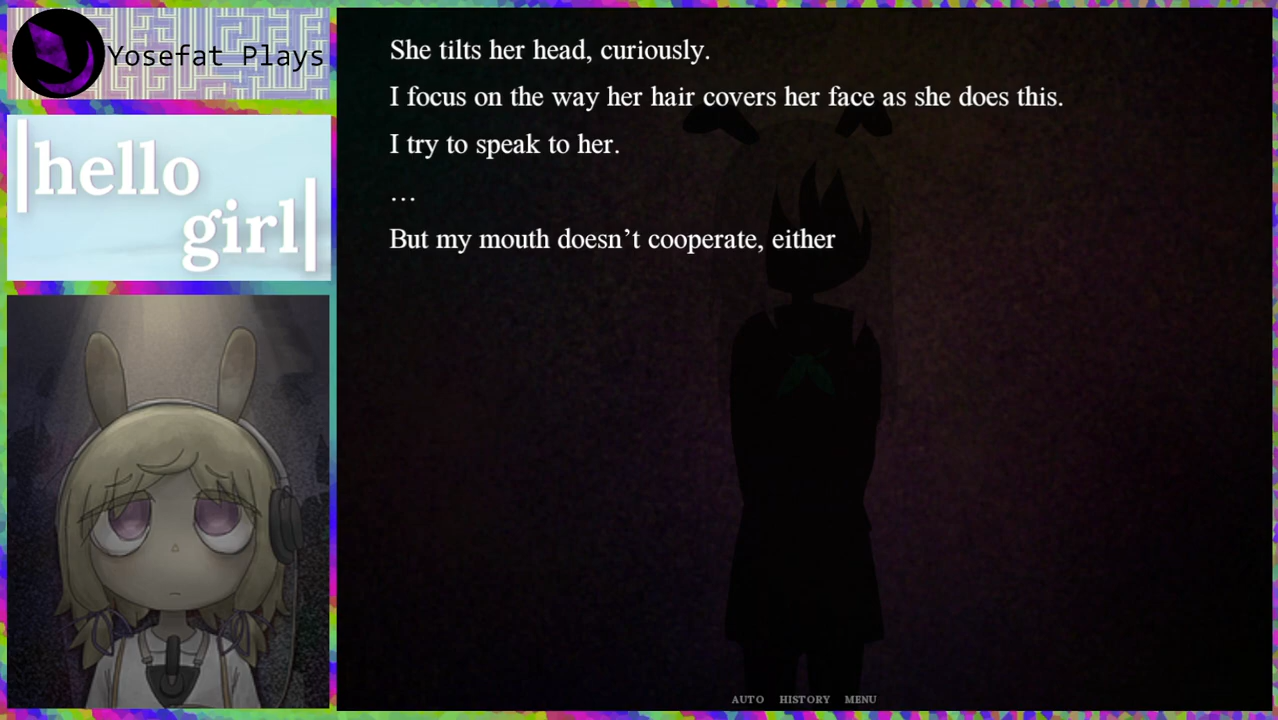 Yosefat Plays
|hello
girl|
She tilts her head, curiously.
I focus on the way her hair covers her face as she does this.
I try to speak to her.
…
But my mouth doesn’t cooperate, either
AUTO HISTORY MENU